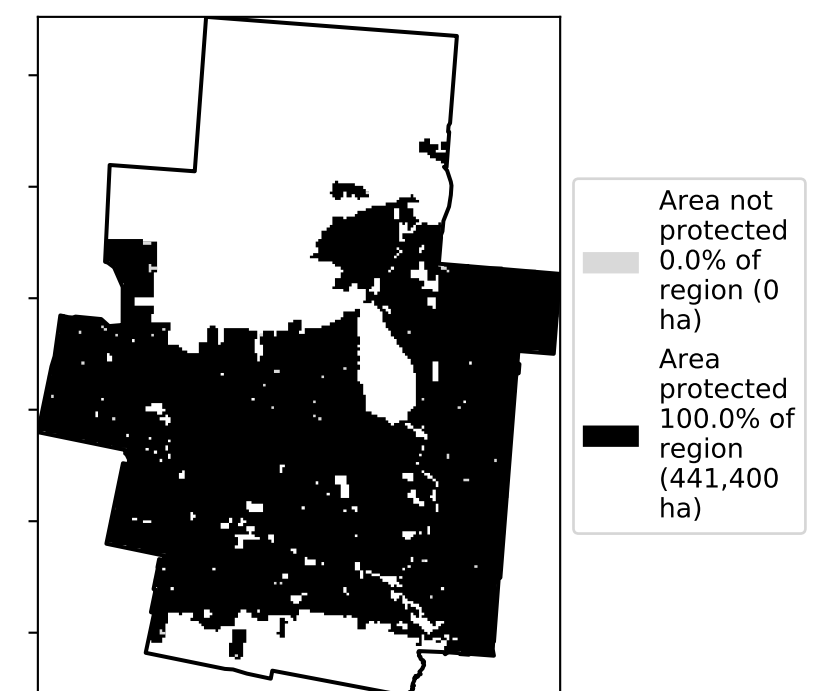 Area not
protected
0.0% of
region (0
ha)
Area
protected
100.0% of
region
(441,400
ha)